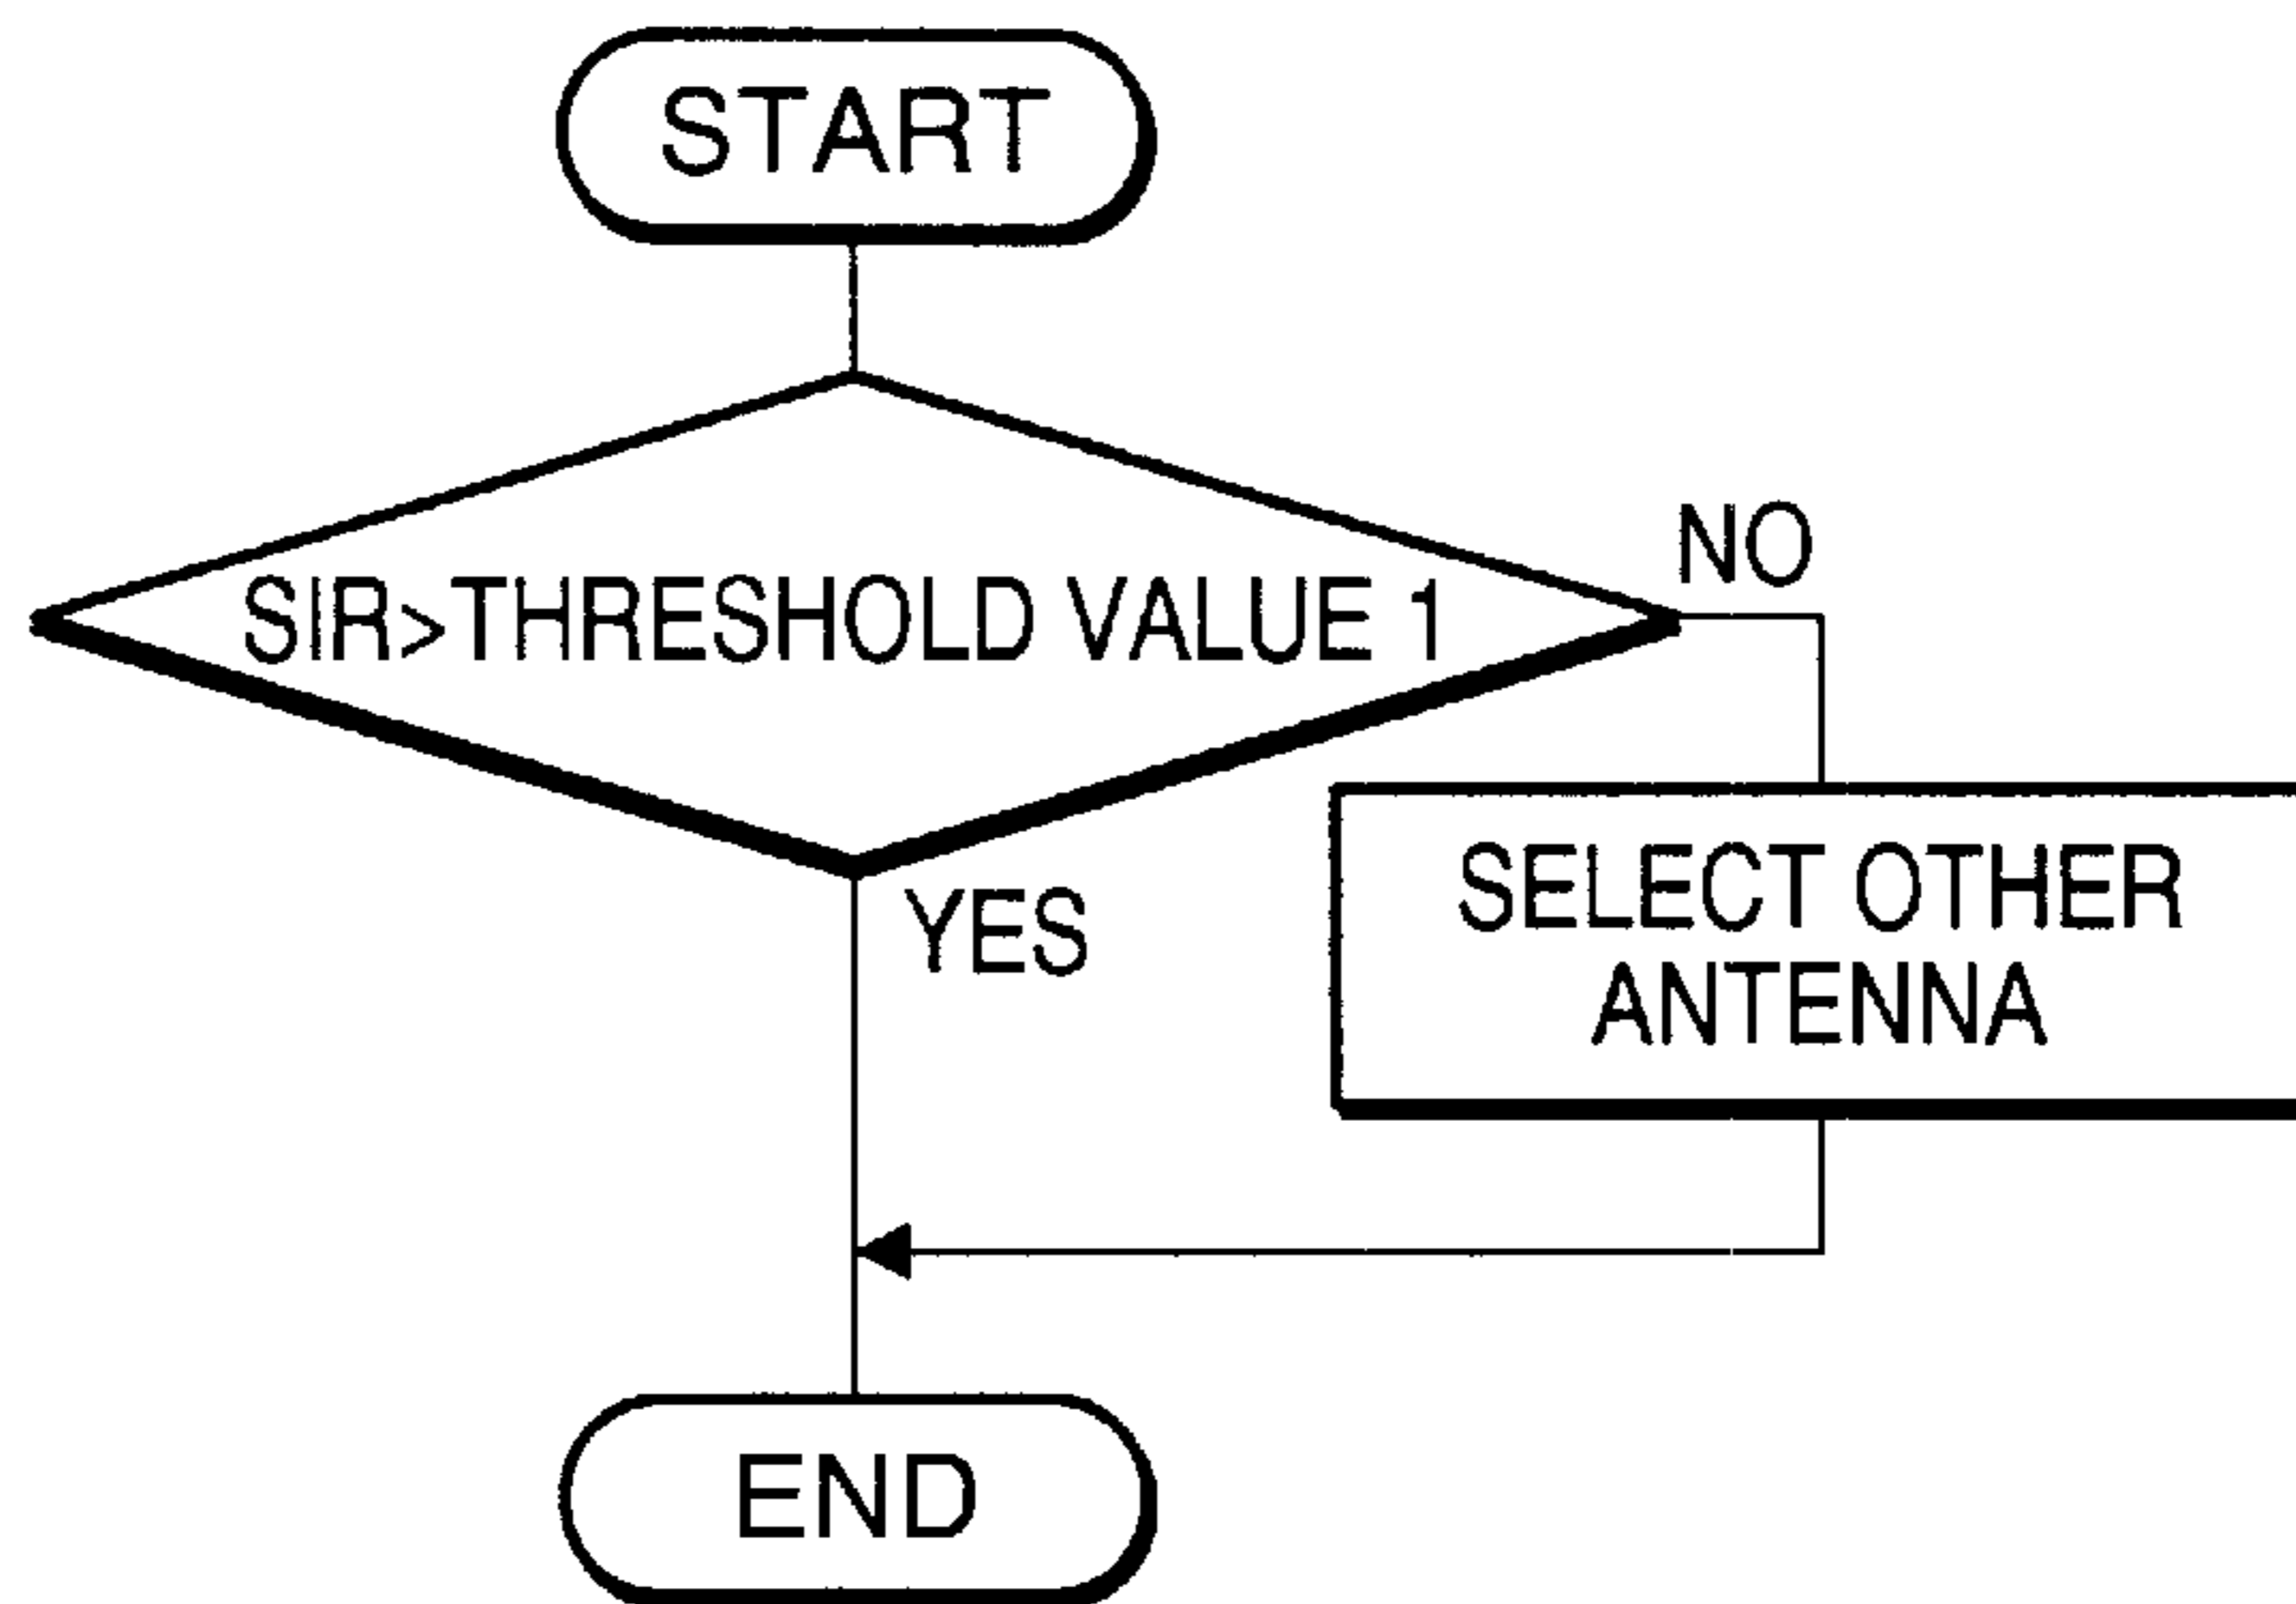 START
SIR>THRESHOLD VALUE 1
NO
YES
SELECT OTHER
ANTENNA
END